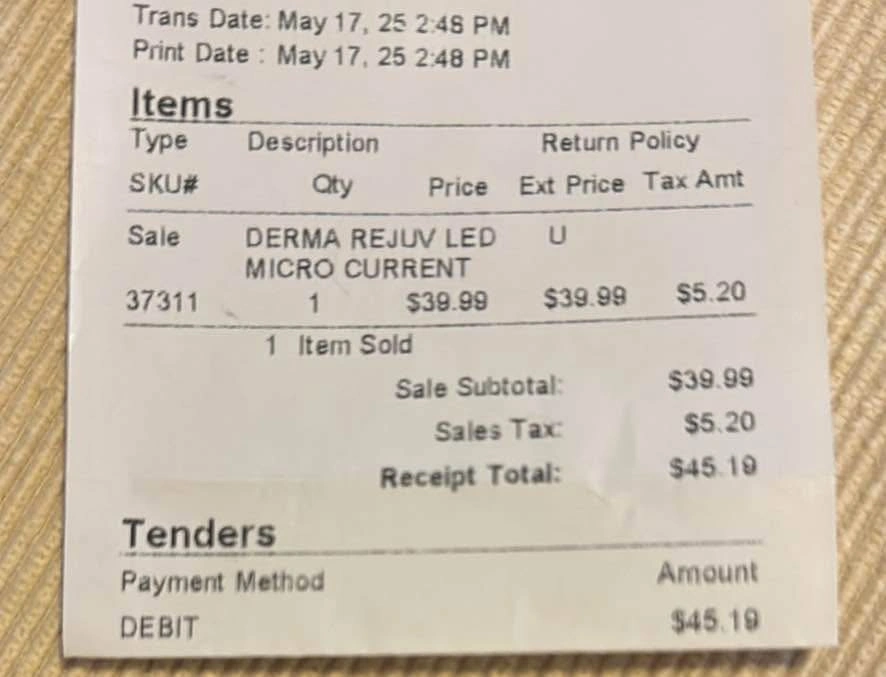 Trans Date: May 17, 25 2:48 PM
Print Date : May 17, 25 2:48 PM
Items
Type Description Return Policy
SKU# Qty Price Ext Price Tax Amt
Sale DERMA REJUV LED U
MICRO CURRENT
37311 1 $39.99 $39.99 $5.20
1 Item Sold
Sale Subtotal: $39.99
Sales Tax: $5.20
Receipt Total: $45.19
Tenders
Payment Method Amount
DEBIT $45.19